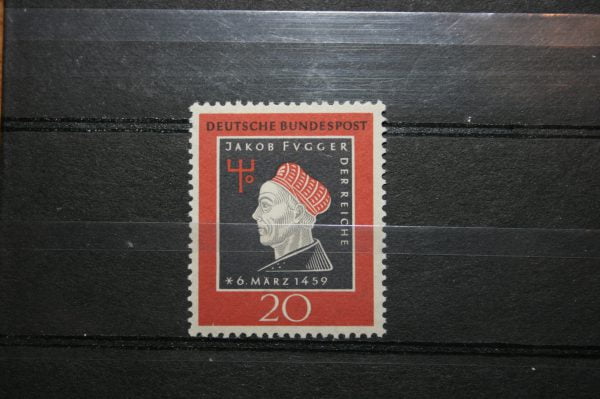 DEUTSCHE BUNDESPOST
JAKOB FVGGER
DER REICHE
*6. MÄRZ 1459
20